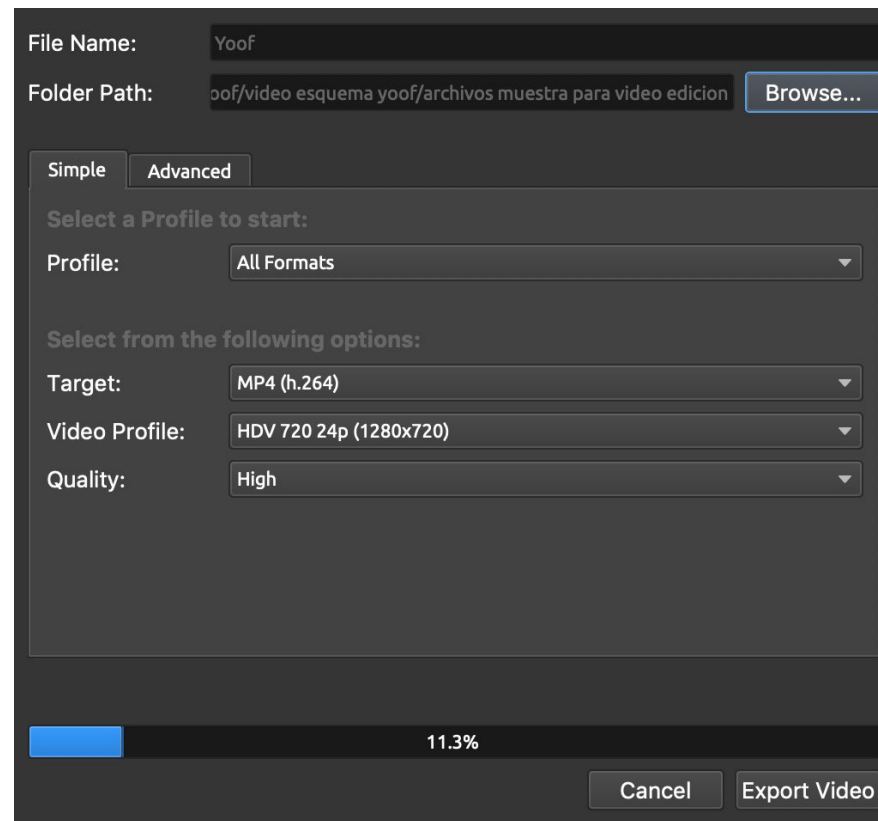 File Name: Yoof
Folder Path: oof/video esquema yoof/archivos muestra para video edicion Browse...
Simple Advanced
Select a Profile to start:
Profile: All Formats
Select from the following options:
Target: MP4 (h.264)
Video Profile: HDV 720 24p (1280x720)
Quality: High
11.3%
Cancel Export Video